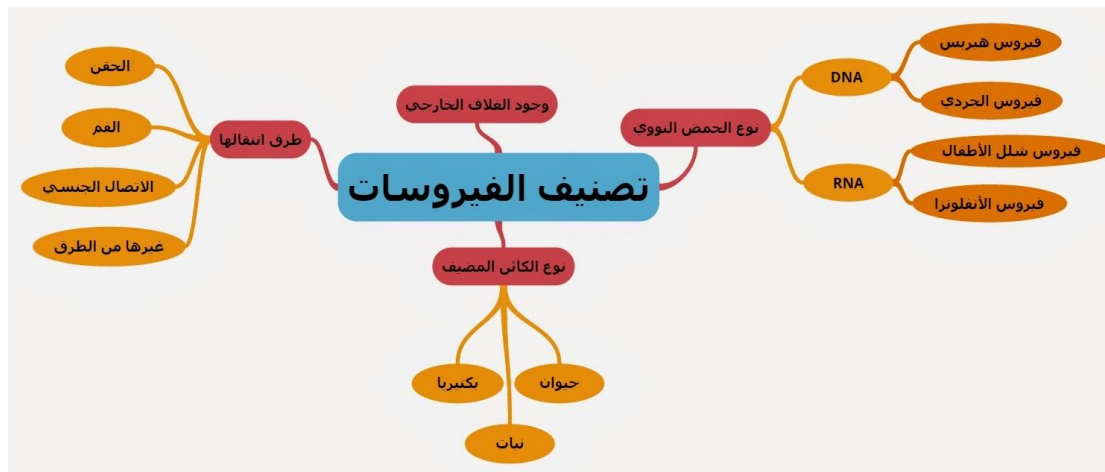 تصنيف الفيروسات
نوع الحمض النووي
DNA
فيروس هيربس
فيروس الجردي
RNA
فيروس شلل الأطفال
فيروس الأنفلونزا
وجود الغلاف الخارجي
طرق انتقالها
الحقن
الفم
الاتصال الجنسي
غيرها من الطرق
نوع الكائن المضيف
حيوان
نبات
بكتيريا